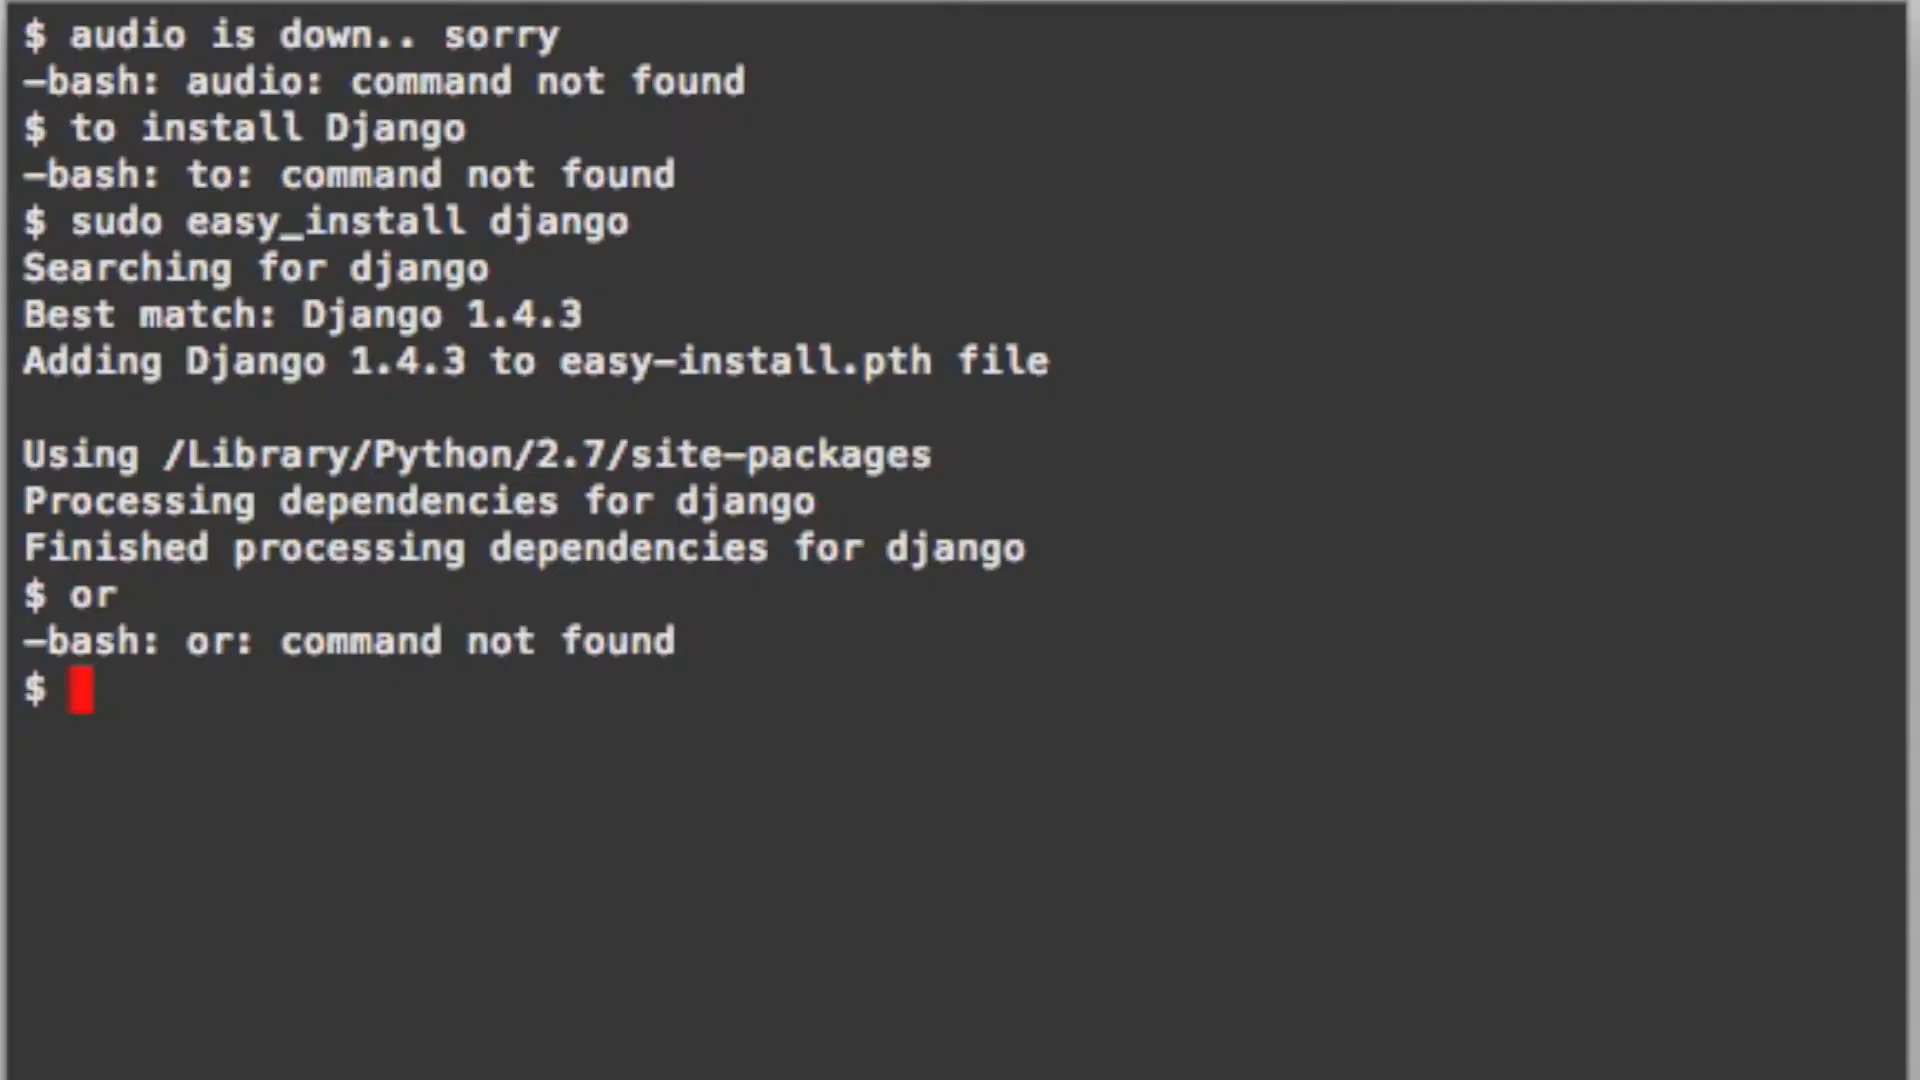 $ audio is down.. sorry
-bash: audio: command not found
$ to install Django
-bash: to: command not found
$ sudo easy_install django
Searching for django
Best match: Django 1.4.3
Adding Django 1.4.3 to easy-install.pth file
Using /Library/Python/2.7/site-packages
Processing dependencies for django
Finished processing dependencies for django
$ or
-bash: or: command not found
$